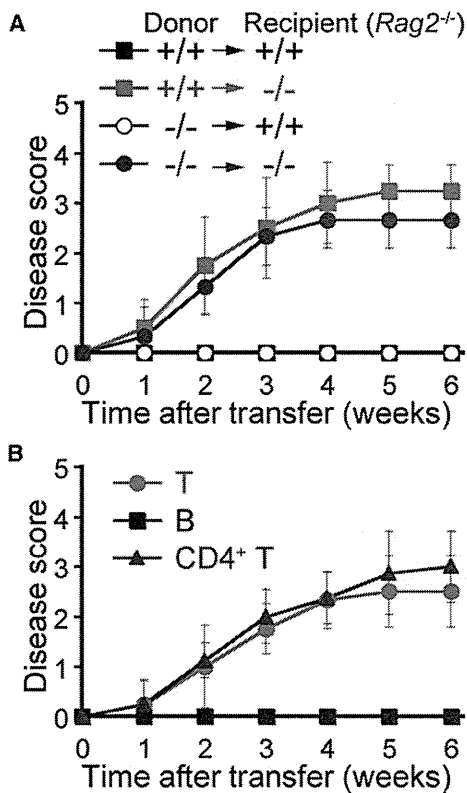 A
Donor Recipient (Rag2-/-)
+/+ → +/+
+/+ → -/-
-/- → +/+
-/- → -/-
5
4
3
2
1
0
Disease score
0 1 2 3 4 5 6
Time after transfer (weeks)
B
T
B
CD4+ T
5
4
3
2
1
0
Disease score
0 1 2 3 4 5 6
Time after transfer (weeks)